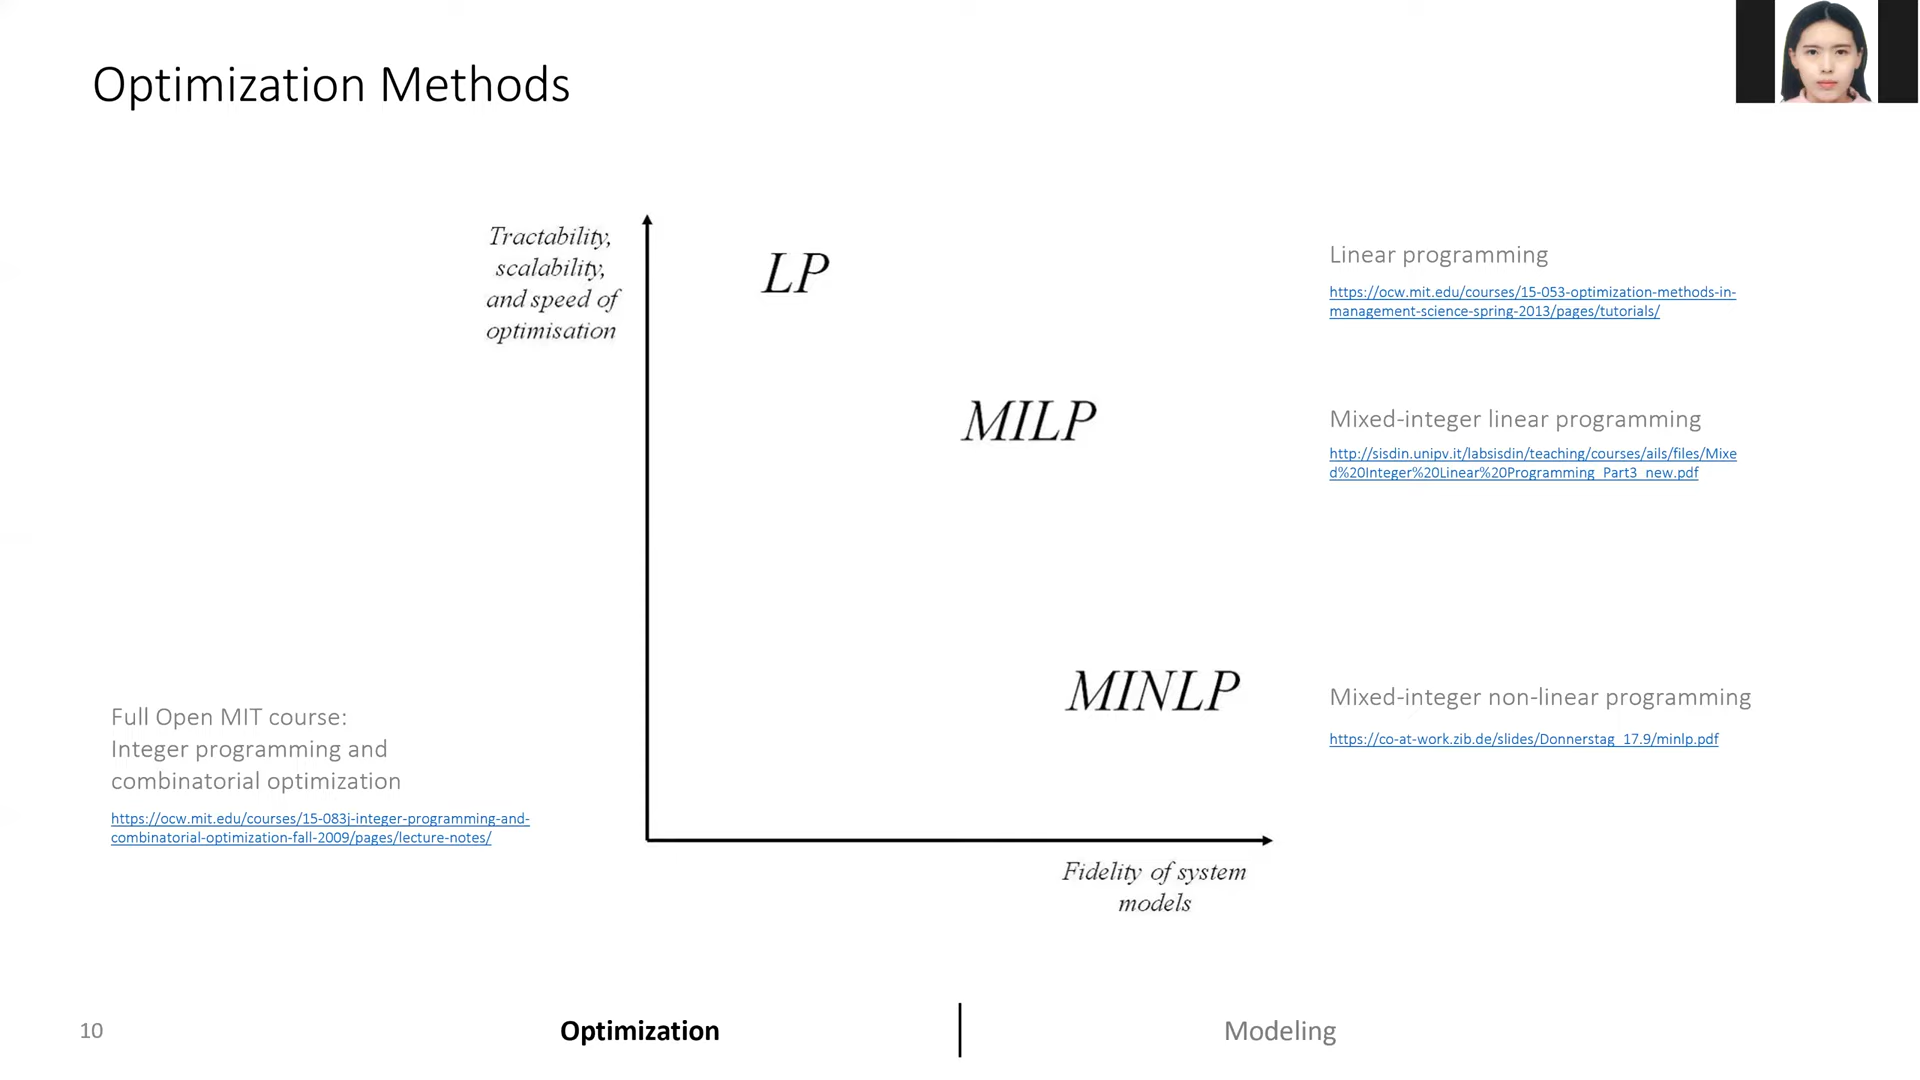 Optimization Methods
Tractability,
scalability,
and speed of
optimisation
LP
MILP
MINLP
Fidelity of system
models
Linear programming
https://ocw.mit.edu/courses/15-053-optimization-methods-in-
management-science-spring-2013/pages/tutorials/
Mixed-integer linear programming
http://sisdin.unipv.it/labsisdin/teaching/courses/ails/files/Mixe
d%20Integer%20Linear%20Programming_Part3_new.pdf
Mixed-integer non-linear programming
https://co-at-work.zib.de/slides/Donnerstag_17.9/minlp.pdf
Full Open MIT course:
Integer programming and
combinatorial optimization
https://ocw.mit.edu/courses/15-083j-integer-programming-and-
combinatorial-optimization-fall-2009/pages/lecture-notes/
10
Optimization
Modeling